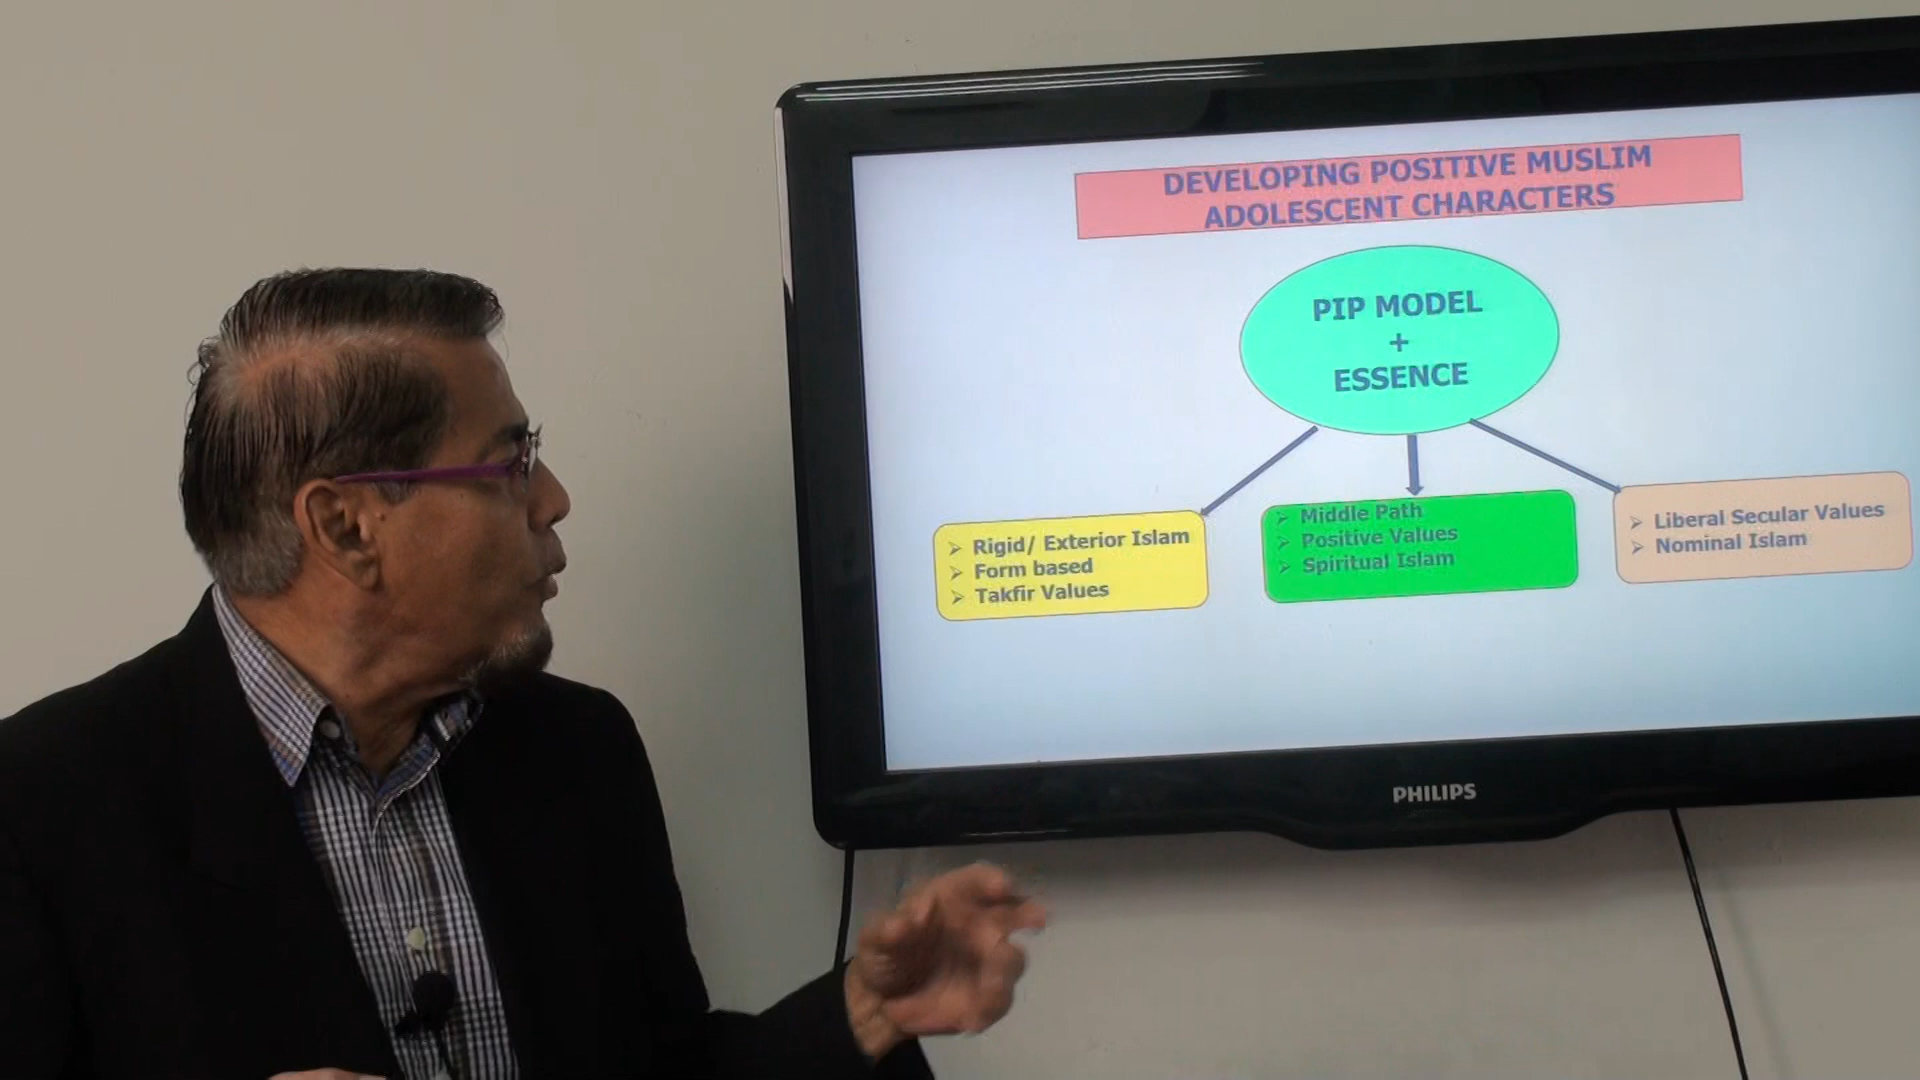 DEVELOPING POSITIVE MUSLIM
ADOLESCENT CHARACTERS
PIP MODEL
+
ESSENCE
Rigid/ Exterior Islam
Form based
Takfir Values
Middle Path
Positive Values
Spiritual Islam
Liberal Secular Values
Nominal Islam
PHILIPS